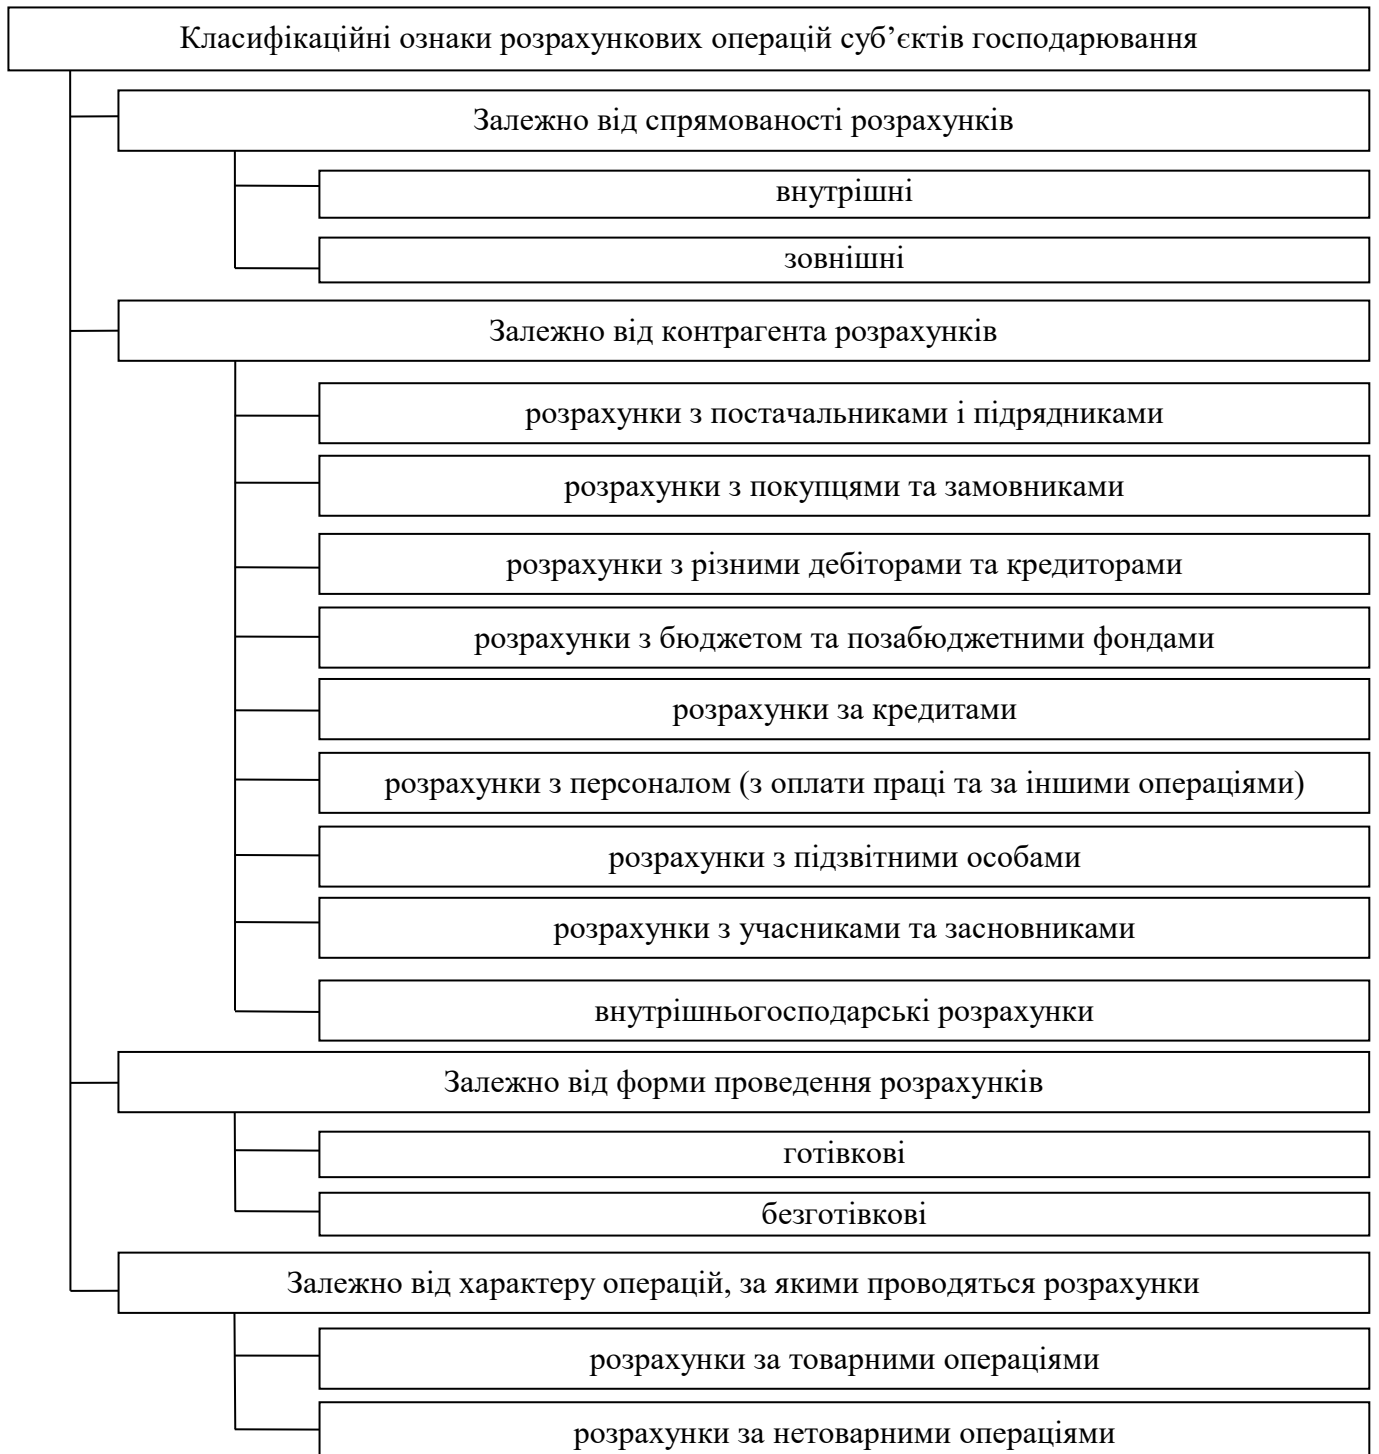 Класифікаційні ознаки розрахункових операцій суб’єктів господарювання
Залежно від спрямованості розрахунків
внутрішні
зовнішні
Залежно від контрагента розрахунків
розрахунки з постачальниками і підрядниками
розрахунки з покупцями та замовниками
розрахунки з різними дебіторами та кредиторами
розрахунки з бюджетом та позабюджетними фондами
розрахунки за кредитами
розрахунки з персоналом (з оплати праці та за іншими операціями)
розрахунки з підзвітними особами
розрахунки з учасниками та засновниками
внутрішньогосподарські розрахунки
Залежно від форми проведення розрахунків
готівкові
безготівкові
Залежно від характеру операцій, за якими проводяться розрахунки
розрахунки за товарними операціями
розрахунки за нетоварними операціями